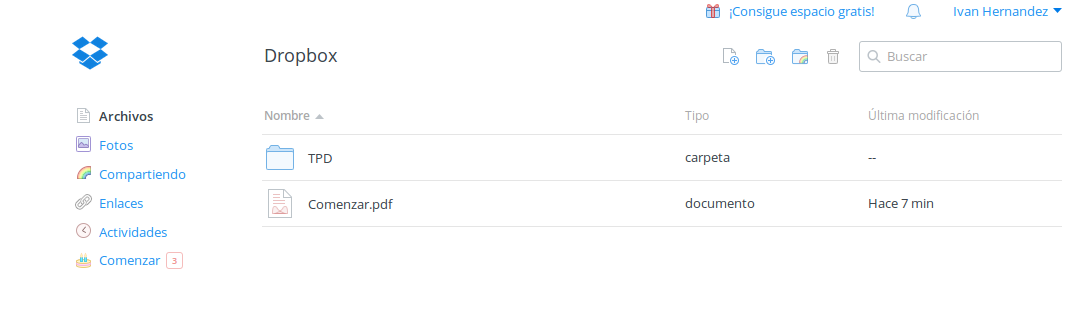 ¡Consigue espacio gratis! Ivan Hernandez
Dropbox Buscar
Archivos
Fotos
Compartiendo
Enlaces
Actividades
Comenzar 3
Nombre Tipo Última modificación
TPD carpeta --
Comenzar.pdf documento Hace 7 min